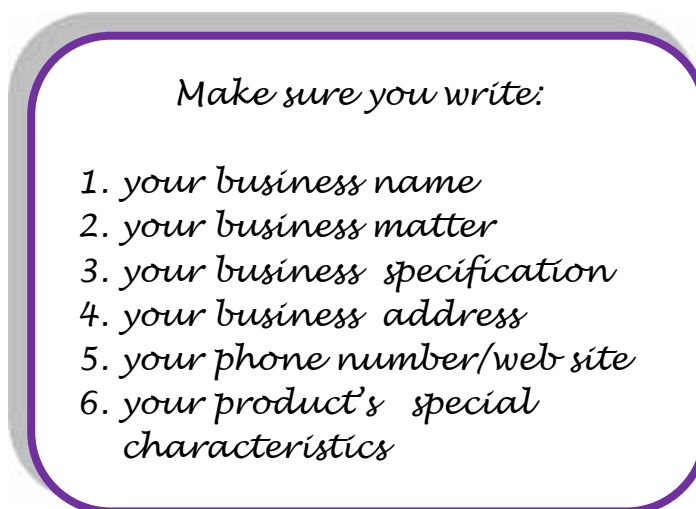 Make sure you write:
1. your business name
2. your business matter
3. your business specification
4. your business address
5. your phone number/web site
6. your product's special
characteristics